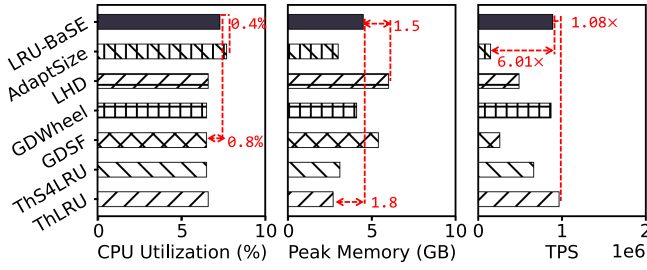 LRU-BaSE
AdaptSize
LHD
GDWheel
GDSF
ThS4LRU
ThLRU
0.4%
0.8%
0 5 10
CPU Utilization (%)
1.5
1.8
0 5 10
Peak Memory (GB)
1.08×
6.01×
0 1 2
TPS 1e6